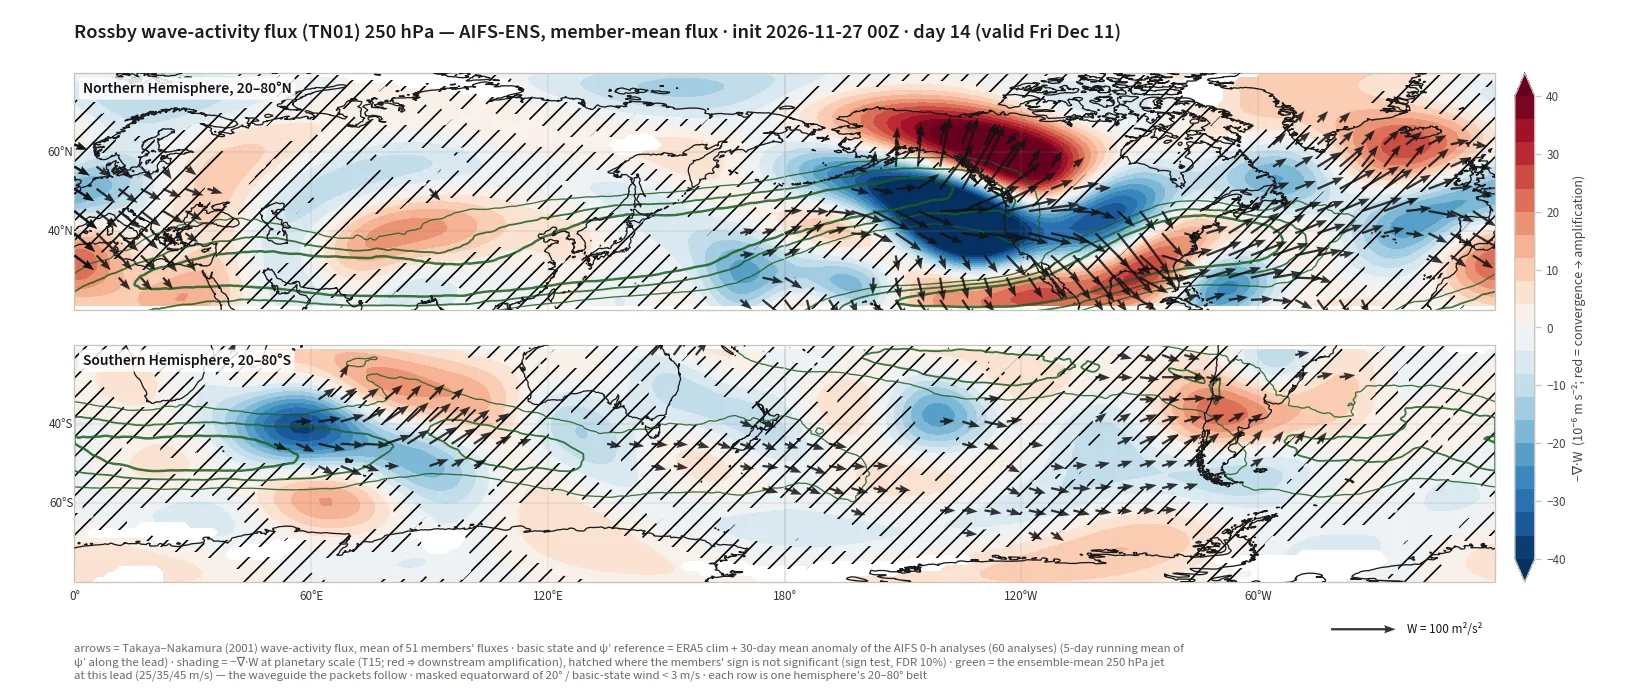 Rossby wave-activity flux (TN01) 250 hPa — AIFS-ENS, member-mean flux · init 2026-11-27 00Z · day 14 (valid Fri Dec 11)
Northern Hemisphere, 20–80°N
60°N
40°N
Southern Hemisphere, 20–80°S
40°S
60°S
0°
60°E
120°E
180°
120°W
60°W
40
30
20
10
0
−10
−20
−30
−40
−∇·W (10⁻⁶ m s⁻²; red = convergence → amplification)
W = 100 m²/s²
arrows = Takaya–Nakamura (2001) wave-activity flux, mean of 51 members' fluxes · basic state and ψ' reference = ERA5 clim + 30-day mean anomaly of the AIFS 0-h analyses (60 analyses) (5-day running mean of
ψ' along the lead) · shading = −∇·W at planetary scale (T15; red ⇒ downstream amplification), hatched where the members' sign is not significant (sign test, FDR 10%) · green = the ensemble-mean 250 hPa jet
at this lead (25/35/45 m/s) — the waveguide the packets follow · masked equatorward of 20° / basic-state wind < 3 m/s · each row is one hemisphere's 20–80° belt